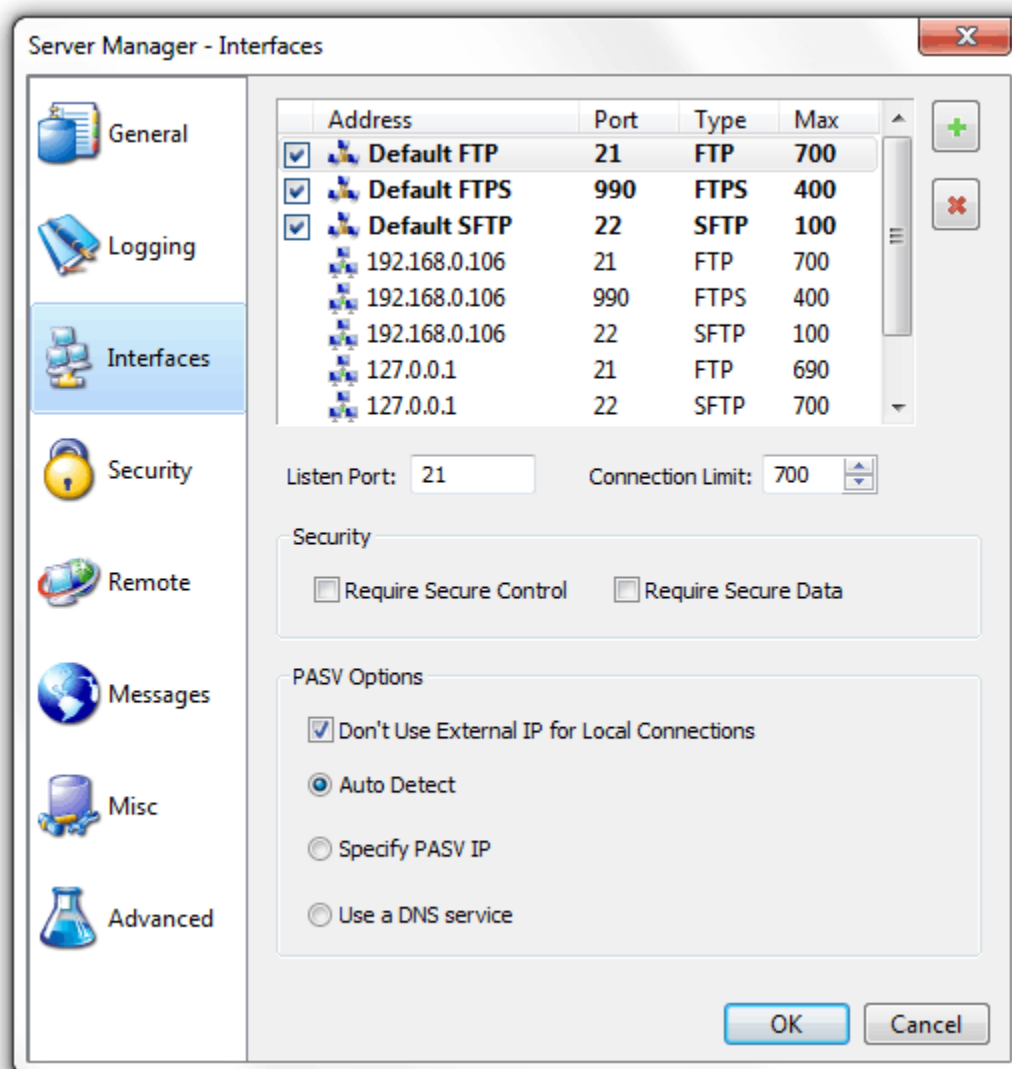 Server Manager - Interfaces
General
Logging
Interfaces
Security
Remote
Messages
Misc
Advanced
Address Port Type Max
Default FTP 21 FTP 700
Default FTPS 990 FTPS 400
Default SFTP 22 SFTP 100
192.168.0.106 21 FTP 700
192.168.0.106 990 FTPS 400
192.168.0.106 22 SFTP 100
127.0.0.1 21 FTP 690
127.0.0.1 22 SFTP 700
Listen Port: 21 Connection Limit: 700
Security
Require Secure Control Require Secure Data
PASV Options
Don't Use External IP for Local Connections
Auto Detect
Specify PASV IP
Use a DNS service
OK Cancel